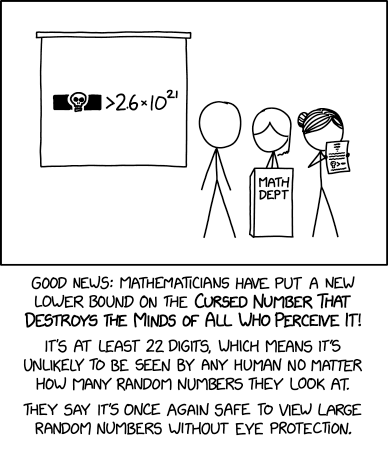 >2.6×10²¹
MATH
DEPT
GOOD NEWS: MATHEMATICIANS HAVE PUT A NEW
LOWER BOUND ON THE CURSED NUMBER THAT
DESTROYS THE MINDS OF ALL WHO PERCEIVE IT!
IT'S AT LEAST 22 DIGITS, WHICH MEANS IT'S
UNLIKELY TO BE SEEN BY ANY HUMAN NO MATTER
HOW MANY RANDOM NUMBERS THEY LOOK AT.
THEY SAY IT'S ONCE AGAIN SAFE TO VIEW LARGE
RANDOM NUMBERS WITHOUT EYE PROTECTION.